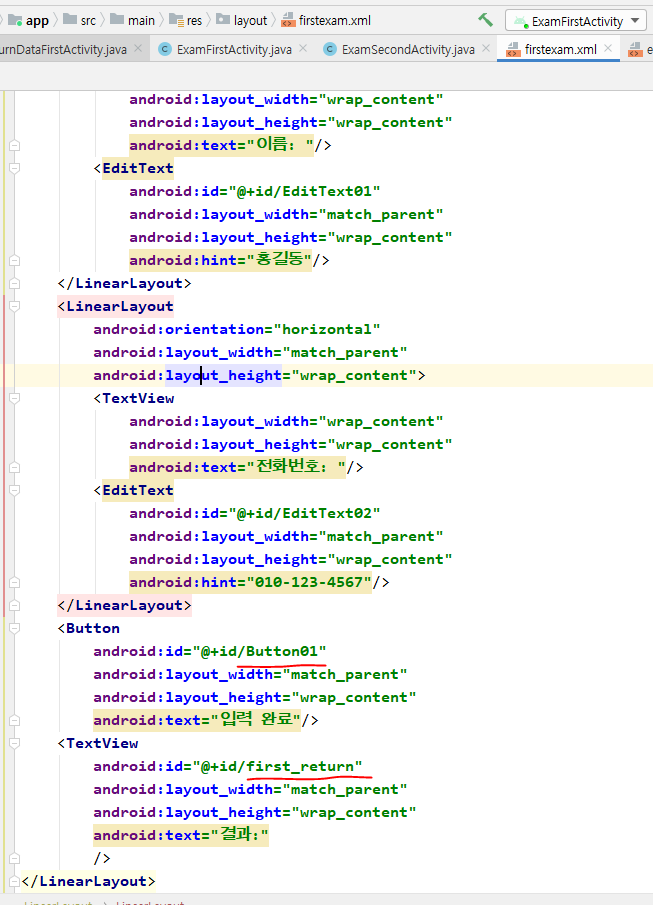 app src main res layout firstexam.xml ExamFirstActivity
urnDataFirstActivity.java ExamFirstActivity.java ExamSecondActivity.java firstexam.xml e
android:layout_width="wrap_content"
android:layout_height="wrap_content"
android:text="이름: "/>
<EditText
android:id="@+id/EditText01"
android:layout_width="match_parent"
android:layout_height="wrap_content"
android:hint="홍길동"/>
</LinearLayout>
<LinearLayout
android:orientation="horizontal"
android:layout_width="match_parent"
android:layout_height="wrap_content">
<TextView
android:layout_width="wrap_content"
android:layout_height="wrap_content"
android:text="전화번호: "/>
<EditText
android:id="@+id/EditText02"
android:layout_width="match_parent"
android:layout_height="wrap_content"
android:hint="010-123-4567"/>
</LinearLayout>
<Button
android:id="@+id/Button01"
android:layout_width="match_parent"
android:layout_height="wrap_content"
android:text="입력 완료"/>
<TextView
android:id="@+id/first_return"
android:layout_width="match_parent"
android:layout_height="wrap_content"
android:text="결과:"
/>
</LinearLayout>
LinearLayout LinearLayout